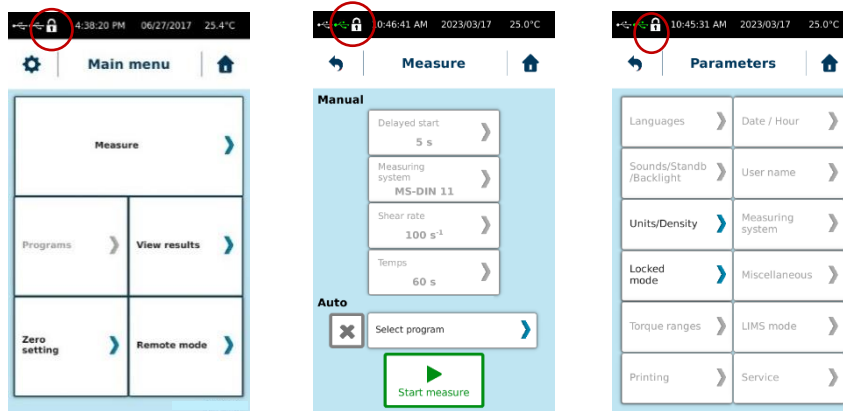 4:38:20 PM 06/27/2017 25.4°C
Main menu
Measure
Programs
View results
Zero
setting
Remote mode
0:46:41 AM 2023/03/17 25.0°C
Measure
Manual
Delayed start
5 s
Measuring
system
MS-DIN 11
Shear rate
100 s⁻¹
Temps
60 s
Auto
Select program
Start measure
10:45:31 AM 2023/03/17 25.0°C
Parameters
Languages
Date / Hour
Sounds/Standb
/Backlight
User name
Units/Density
Measuring
system
Locked
mode
Miscellaneous
Torque ranges
LIMS mode
Printing
Service